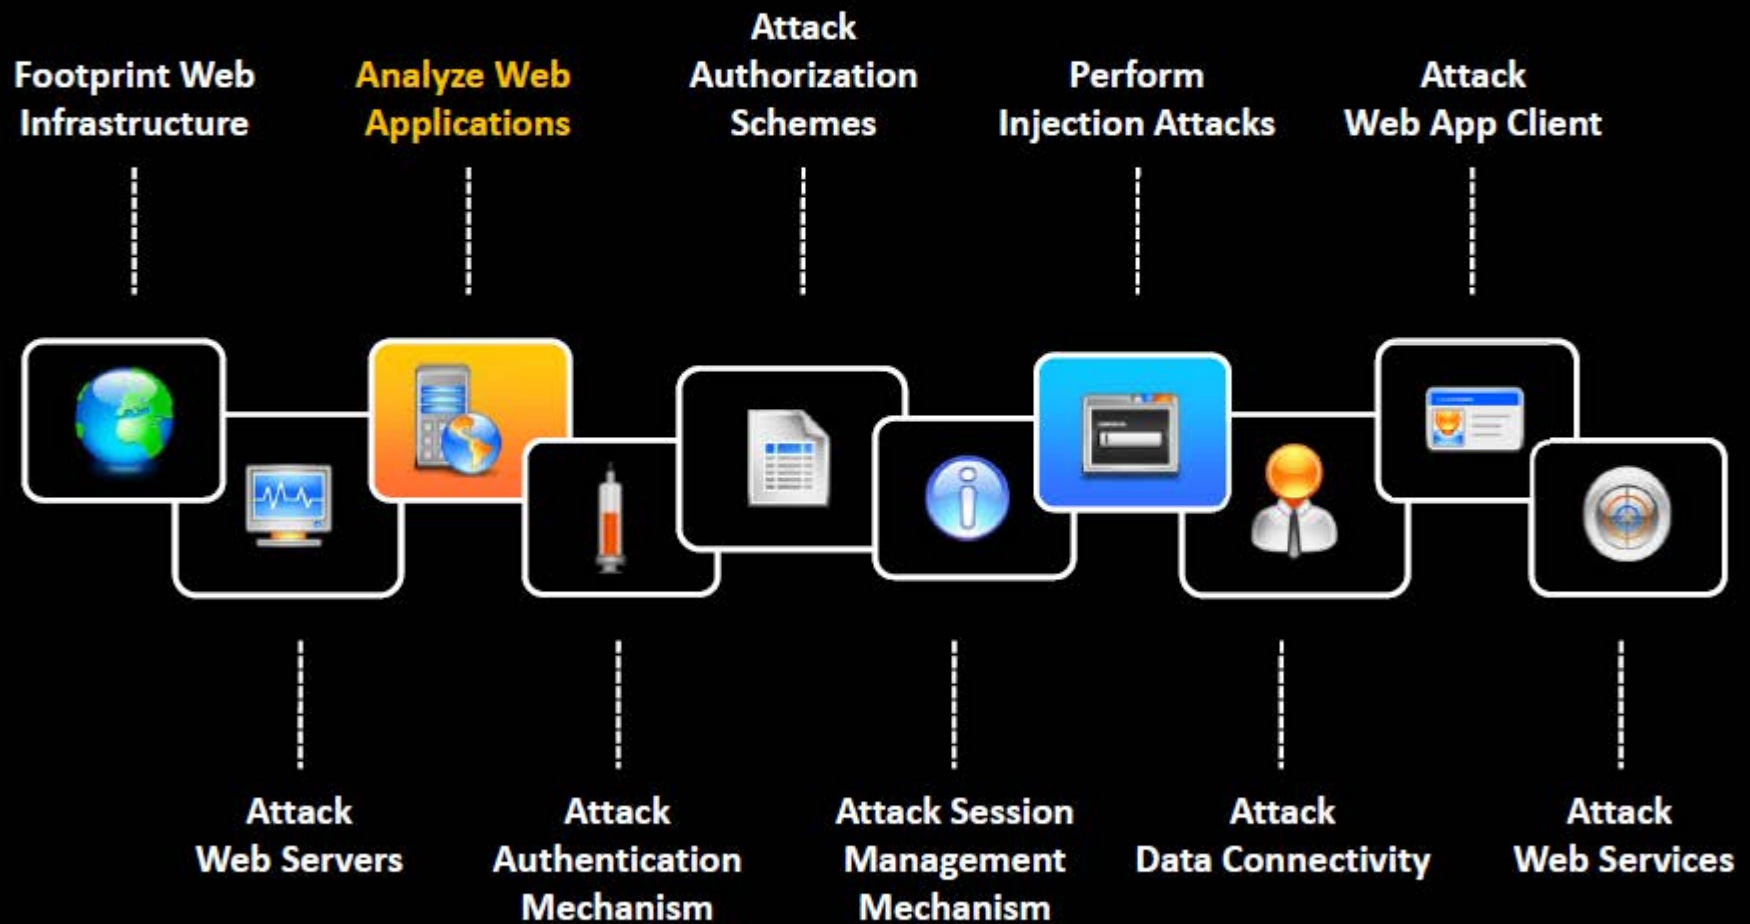 Footprint Web
Infrastructure
Analyze Web
Applications
Attack
Authorization
Schemes
Perform
Injection Attacks
Attack
Web App Client
Attack
Web Servers
Attack
Authentication
Mechanism
Attack Session
Management
Mechanism
Attack
Data Connectivity
Attack
Web Services